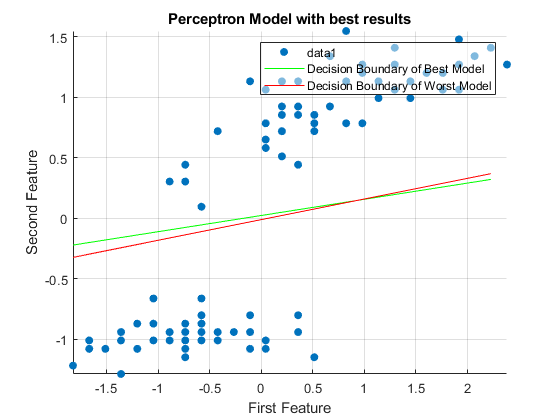 Perceptron Model with best results
data1
Decision Boundary of Best Model
Decision Boundary of Worst Model
1.5
1
0.5
0
-0.5
-1
Second Feature
-1.5
-1
-0.5
0
0.5
1
1.5
2
First Feature